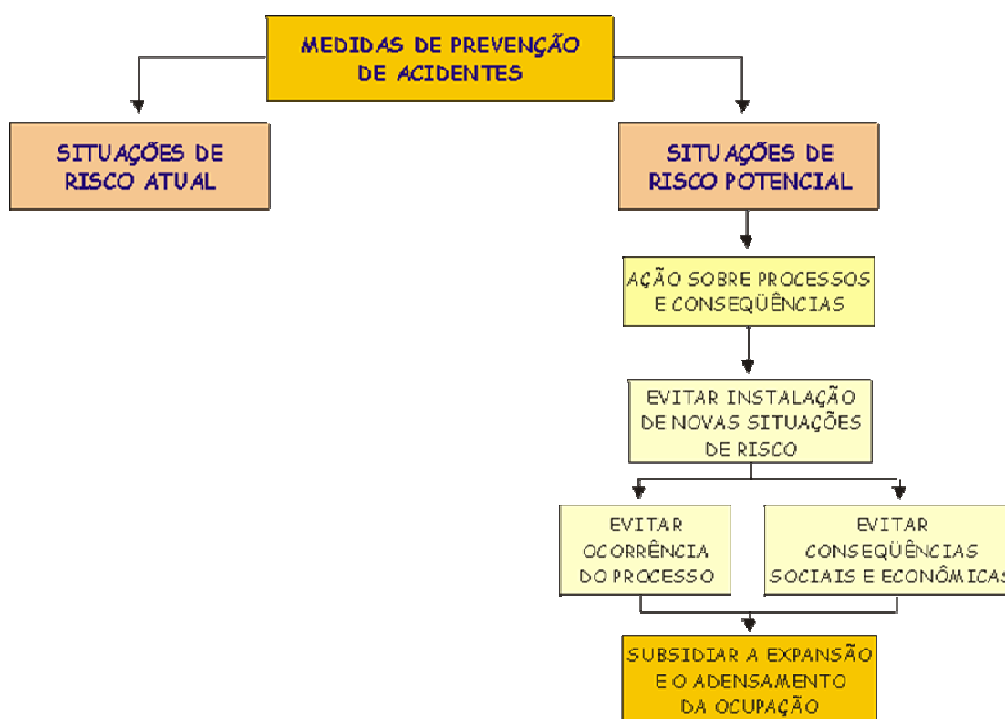 MEDIDAS DE PREVENÇÃO
DE ACIDENTES
SITUAÇÕES DE
RISCO ATUAL
SITUAÇÕES DE
RISCO POTENCIAL
AÇÃO SOBRE PROCESSOS
E CONSEQÜÊNCIAS
EVITAR INSTALAÇÃO
DE NOVAS SITUAÇÕES
DE RISCO
EVITAR
OCORRÊNCIA
DO PROCESSO
EVITAR
CONSEQÜÊNCIAS
SOCIAIS E ECONÔMICAS
SUBSIDIAR A EXPANSÃO
E O ADENSAMENTO
DA OCUPAÇÃO